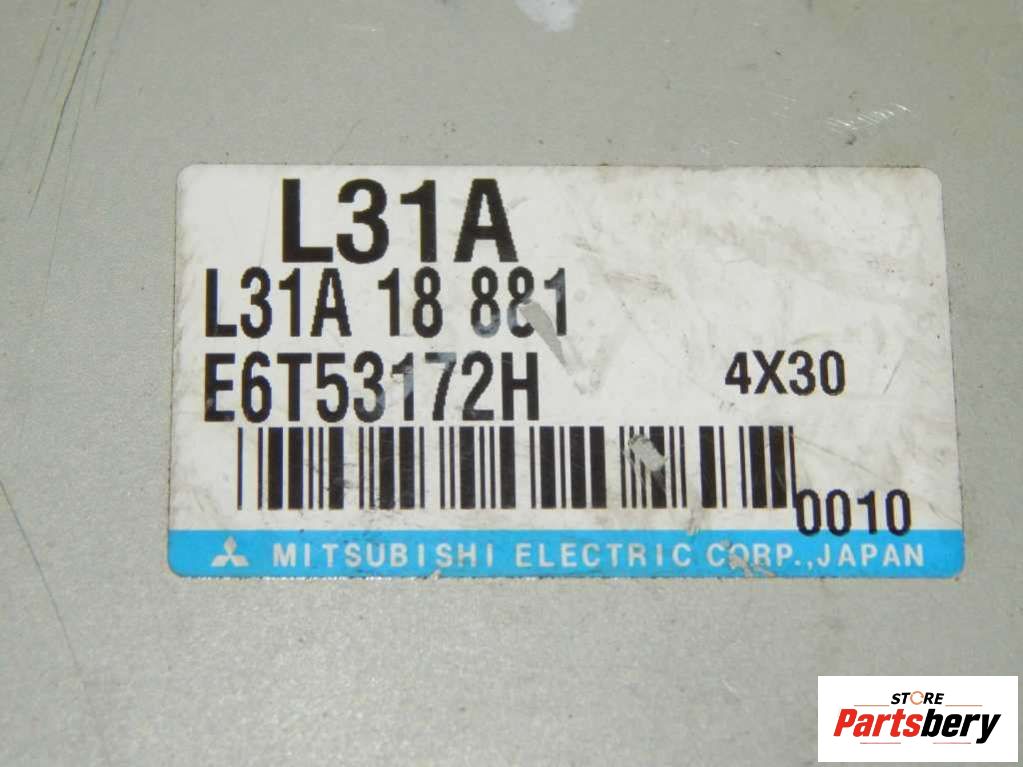 L31A
L31A 18 881
E6T53172H
4X30
0010
MITSUBISHI ELECTRIC CORP.,JAPAN
STORE
Partsbery